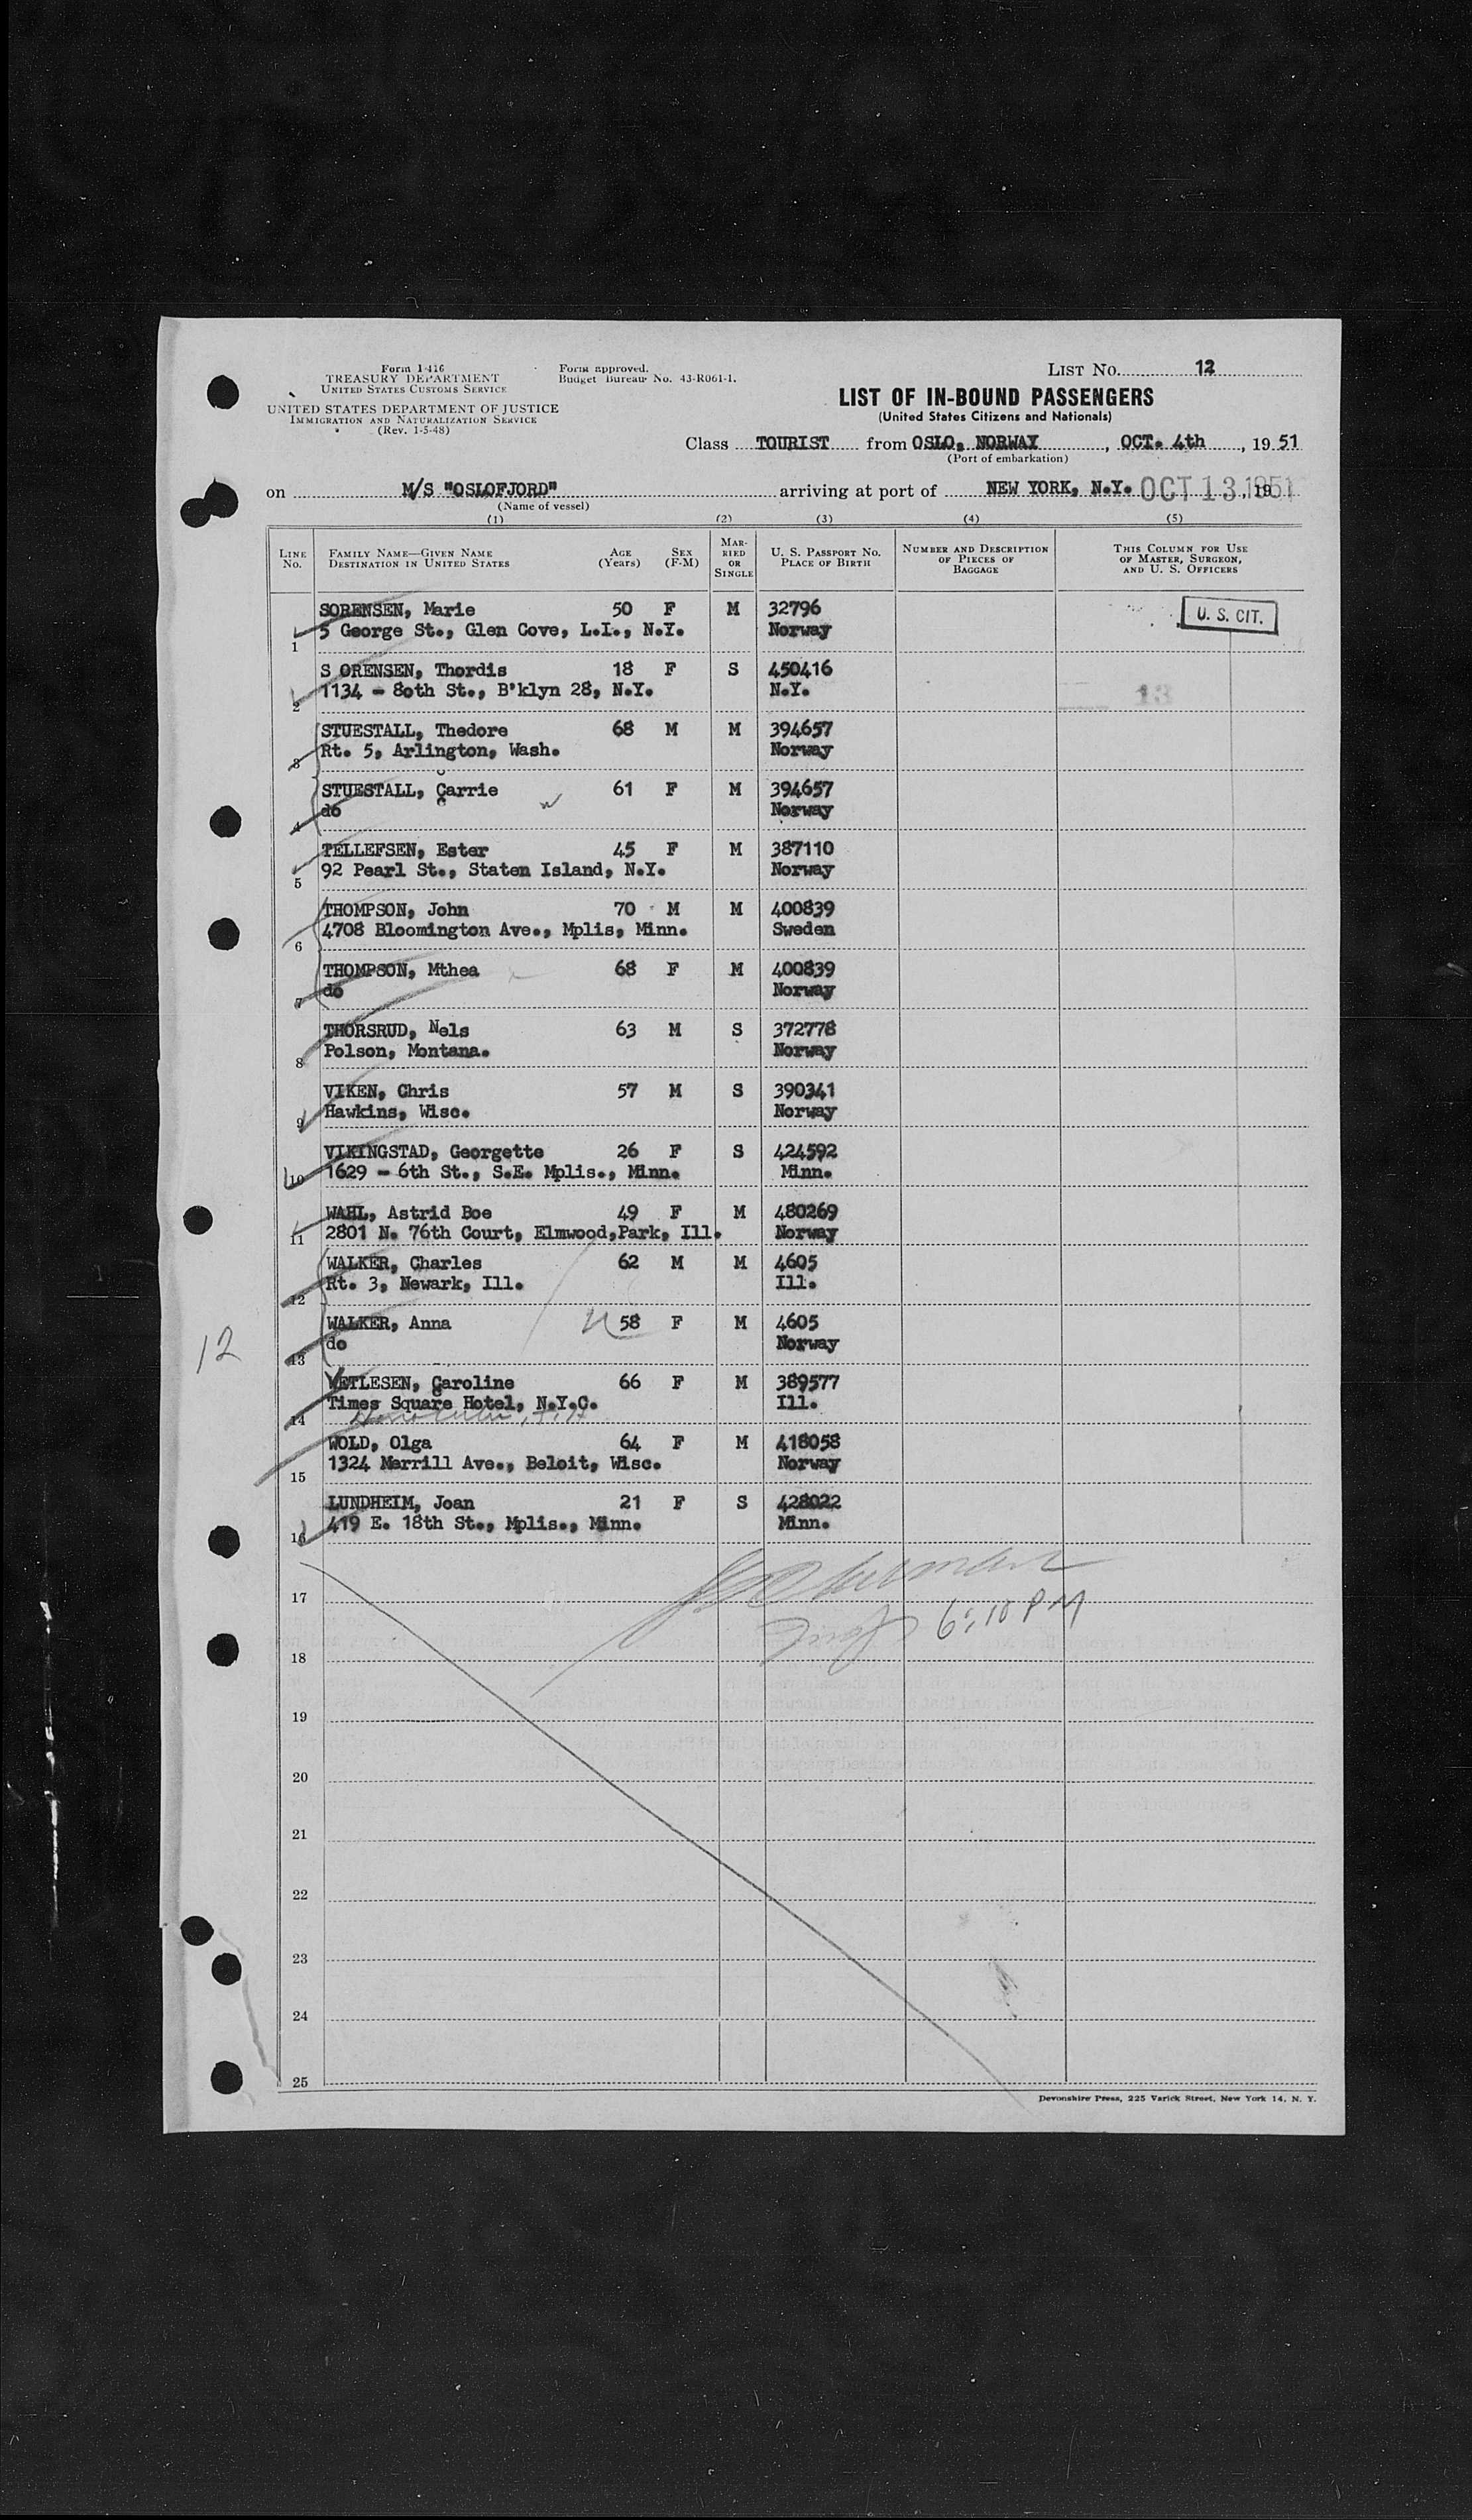 Form I-416
TREASURY DEPARTMENT
UNITED STATES CUSTOMS SERVICE
UNITED STATES DEPARTMENT OF JUSTICE
IMMIGRATION AND NATURALIZATION SERVICE
(Rev. 1-5-48)
Form approved.
Budget Bureau No. 43-R061-1.
LIST NO. 12
LIST OF IN-BOUND PASSENGERS
(United States Citizens and Nationals)
Class TOURIST from OSLO, NORWAY, OCT. 4th, 1951
(Port of embarkation)
on M/S "OSLOFJORD" arriving at port of NEW YORK, N.Y. OCT 13 1951, 19
(Name of vessel)
(1) (2) (3) (4) (5)
LINE NO. FAMILY NAME—GIVEN NAME DESTINATION IN UNITED STATES AGE (Years) SEX (F-M) MARRIED OR SINGLE U. S. PASSPORT NO. PLACE OF BIRTH NUMBER AND DESCRIPTION OF PIECES OF BAGGAGE THIS COLUMN FOR USE OF MASTER, SURGEON, AND U. S. OFFICERS
SORENSEN, Marie 50 F M 32796 U. S. CIT.
1 5 George St., Glen Cove, L.I., N.Y. Norway
S ORENSEN, Thordis 18 F S 450416
2 1134 - 80th St., B'klyn 28, N.Y. N.Y. 13
STUESTALL, Thedore 68 M M 394657
3 Rt. 5, Arlington, Wash. Norway
STUESTALL, Carrie 61 F M 394657
4 do Norway
TELLEFSEN, Ester 45 F M 387110
5 92 Pearl St., Staten Island, N.Y. Norway
THOMPSON, John 70 M M 400839
6 4708 Bloomington Ave., Mplis, Minn. Sweden
THOMPSON, Mthea 68 F M 400839
7 do Norway
THORSRUD, Nels 63 M S 372778
8 Polson, Montana. Norway
VIKEN, Chris 57 M S 390341
9 Hawkins, Wisc. Norway
VIKINGSTAD, Georgette 26 F S 424592
10 1629 - 6th St., S.E. Mplis., Minn. Minn.
WAHL, Astrid Boe 49 F M 480269
11 2801 N. 76th Court, Elmwood,Park, Ill. Norway
WALKER, Charles 62 M M 4605
12 Rt. 3, Newark, Ill. Ill.
WALKER, Anna 58 F M 4605
12
13 do Norway
WETLESEN, Caroline 66 F M 389577
14 Times Square Hotel, N.Y.C. Ill.
WOLD, Olga 64 F M 418058
15 1324 Merrill Ave., Beloit, Wisc. Norway
LUNDHEIM, Joan 21 F S 428022
16 419 E. 18th St., Mplis., Minn. Minn.
17
6:10 PM
18
19
20
21
22
23
24
25
Devonshire Press, 225 Varick Street, New York 14, N. Y.